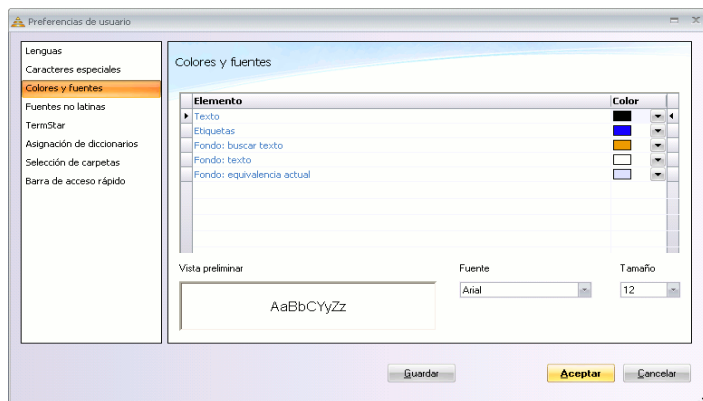 Preferencias de usuario
Lenguas
Caracteres especiales
Colores y fuentes
Fuentes no latinas
TermStar
Asignación de diccionarios
Selección de carpetas
Barra de acceso rápido
Colores y fuentes
Elemento Color
Texto
Etiquetas
Fondo: buscar texto
Fondo: texto
Fondo: equivalencia actual
Vista preliminar Fuente Tamaño
Arial 12
AaBbCYyZz
Guardar Aceptar Cancelar